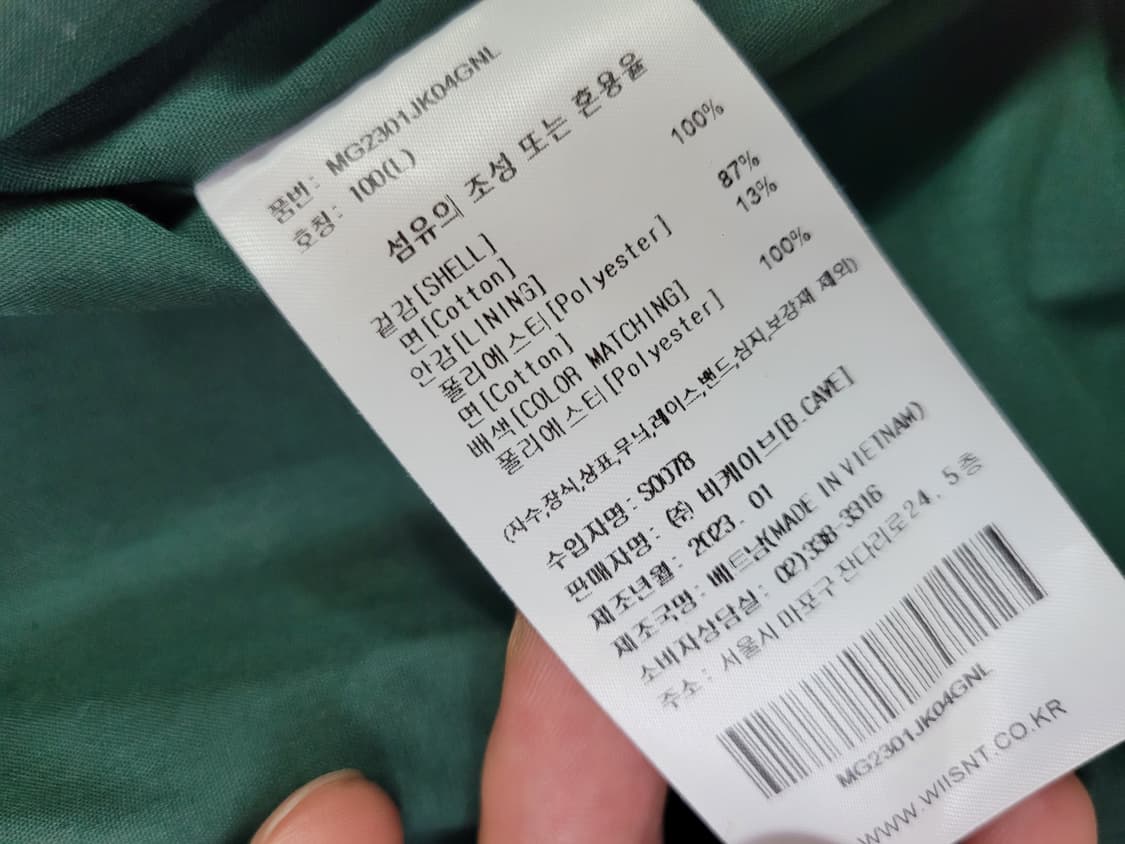 품번: MG2301JK04GNL
호칭: 100(L)
섬유의 조성 또는 혼용율
겉감[SHELL]
면[Cotton] 100%
안감[LINING]
폴리에스터[Polyester] 87%
면[Cotton] 13%
배색[COLOR MATCHING]
폴리에스터[Polyester] 100%
(자수,장식,상표,무늬,레이스,밴드,심지,보강재 제외)
수입자명: S0078
판매자명: (주) 비케이브[B.CAVE]
제조년월: 2023. 01
제조국명: 베트남(MADE IN VIETNAM)
소비자상담실: 02)338-3316
주소: 서울시 마포구 잔다리로24, 5층
MG2301JK04GNL
WWW.WIISNT.CO.KR